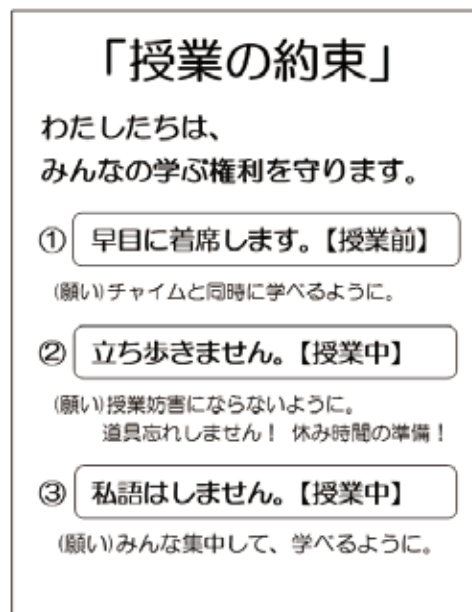 「授業の約束」
わたしたちは、
みんなの学ぶ権利を守ります。
① 早目に着席します。【授業前】
(願い)チャイムと同時に学べるように。
② 立ち歩きません。【授業中】
(願い)授業妨害にならないように。
道具忘れしません! 休み時間の準備!
③ 私語はしません。【授業中】
(願い)みんな集中して、学べるように。